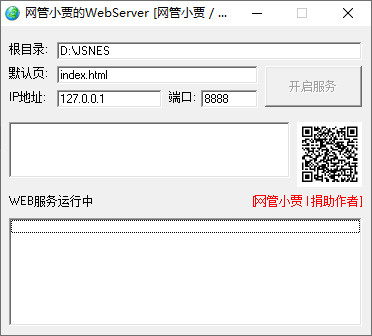 网管小贾的WebServer [网管小贾 / ...
根目录: D:\JSNES
默认页: index.html
开启服务
IP地址: 127.0.0.1 端口: 8888
WEB服务运行中 [网管小贾 | 捐助作者]